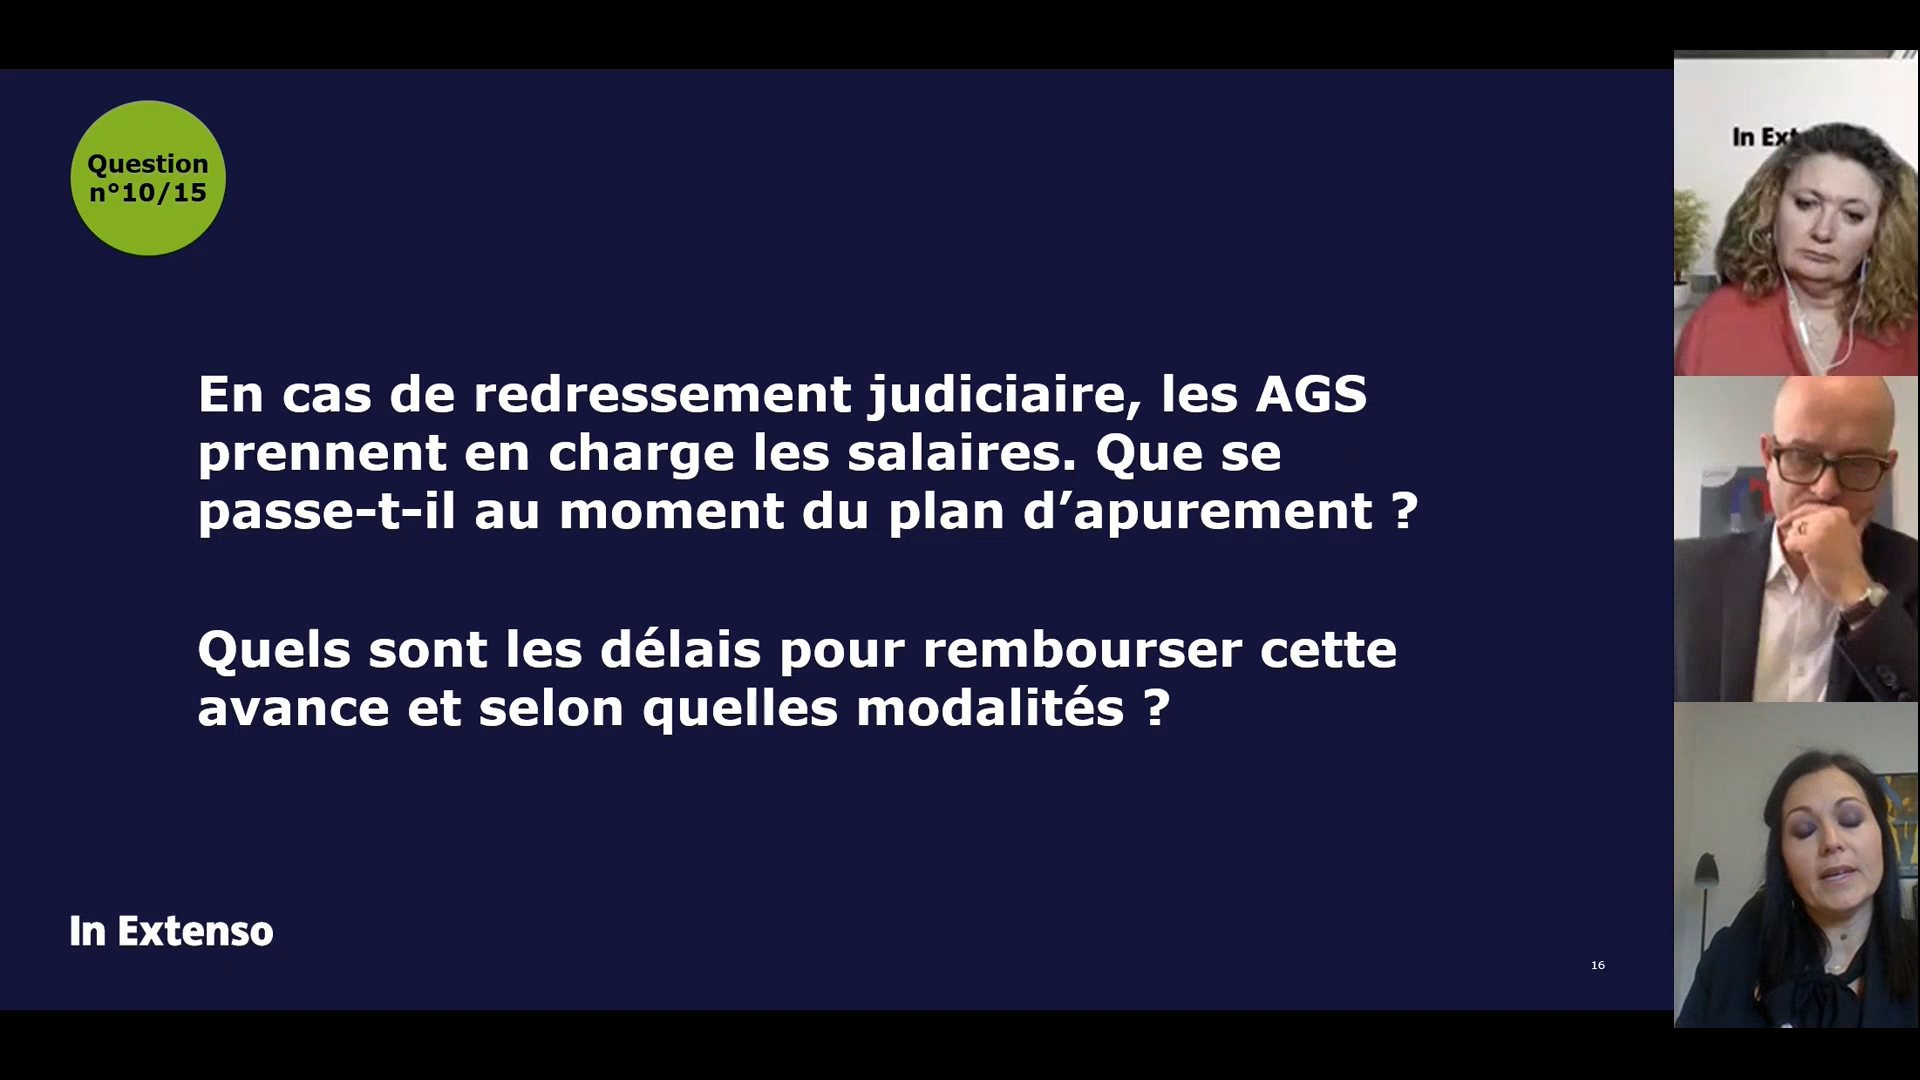 Question
n°10/15
En cas de redressement judiciaire, les AGS
prennent en charge les salaires. Que se
passe-t-il au moment du plan d’apurement ?
Quels sont les délais pour rembourser cette
avance et selon quelles modalités ?
In Extenso
16
In Ext